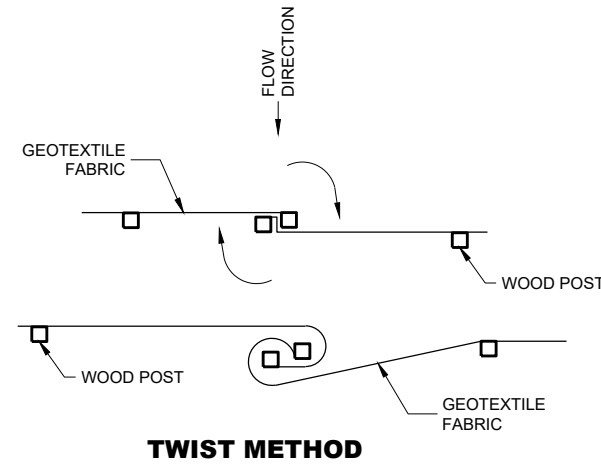 FLOW
DIRECTION
GEOTEXTILE
FABRIC
WOOD POST
WOOD POST
GEOTEXTILE
FABRIC
TWIST METHOD